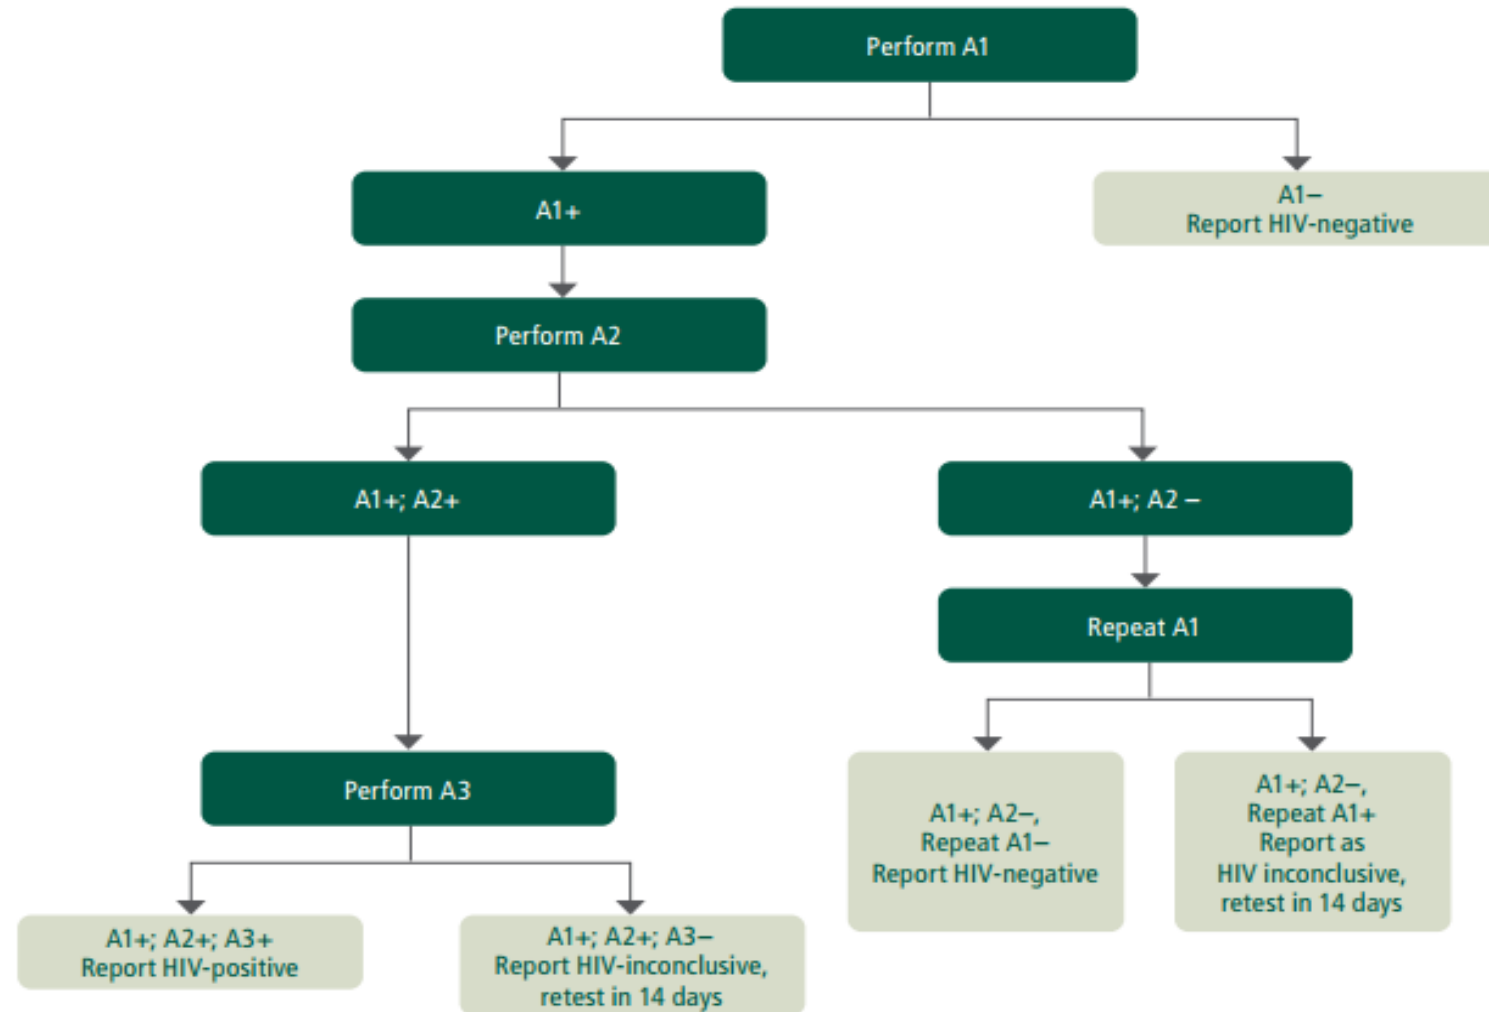 Perform A1
A1+
A1–
Report HIV-negative
Perform A2
A1+; A2+
A1+; A2 –
Repeat A1
Perform A3
A1+; A2–,
Repeat A1–
Report HIV-negative
A1+; A2–,
Repeat A1+
Report as
HIV inconclusive,
retest in 14 days
A1+; A2+; A3+
Report HIV-positive
A1+; A2+; A3–
Report HIV-inconclusive,
retest in 14 days